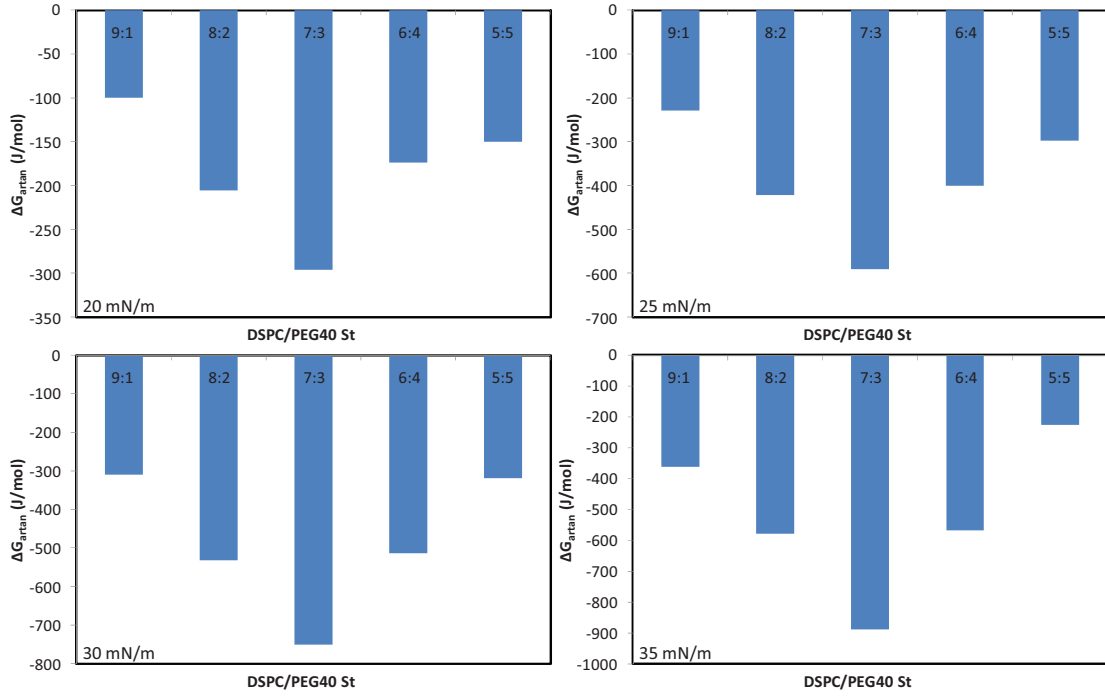 0
-50
-100
-150
-200
-250
-300
-350
ΔGartan (J/mol)
9:1 8:2 7:3 6:4 5:5
20 mN/m
DSPC/PEG40 St
0
-100
-200
-300
-400
-500
-600
-700
ΔGartan (J/mol)
9:1 8:2 7:3 6:4 5:5
25 mN/m
DSPC/PEG40 St
0
-100
-200
-300
-400
-500
-600
-700
-800
ΔGartan (J/mol)
9:1 8:2 7:3 6:4 5:5
30 mN/m
DSPC/PEG40 St
0
-100
-200
-300
-400
-500
-600
-700
-800
-900
-1000
ΔGartan (J/mol)
9:1 8:2 7:3 6:4 5:5
35 mN/m
DSPC/PEG40 St